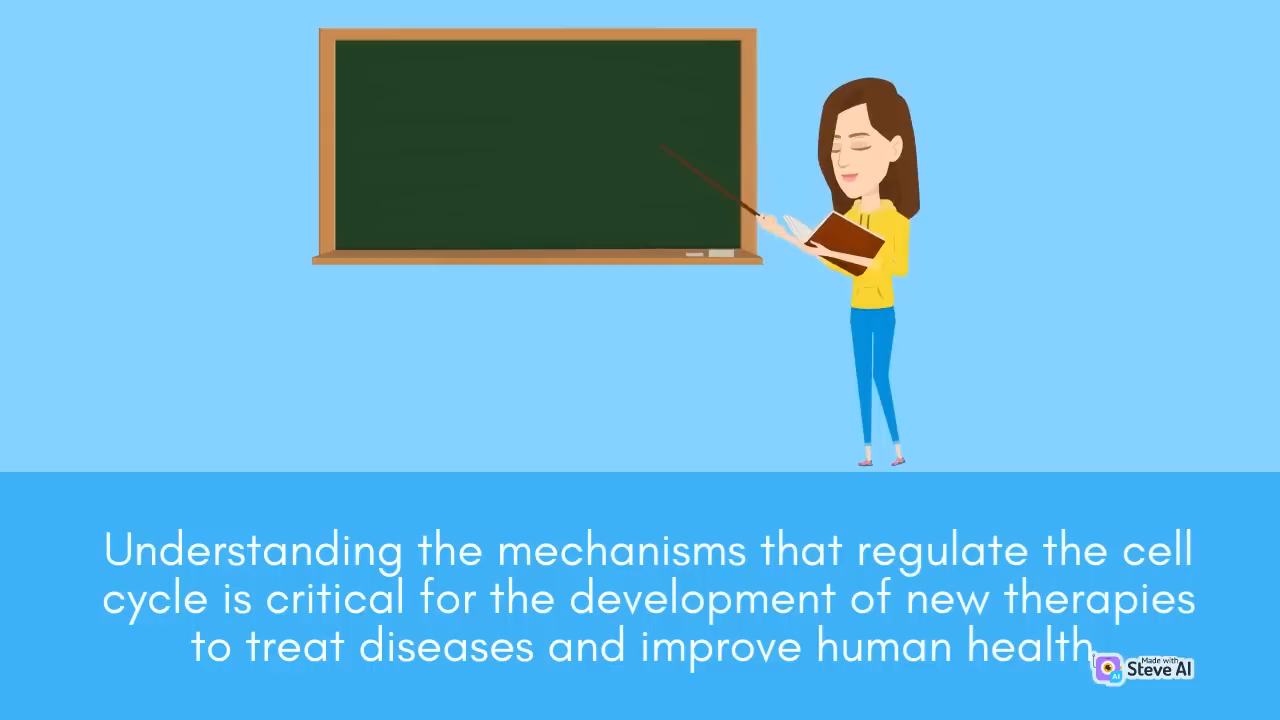 Understanding the mechanisms that regulate the cell
cycle is critical for the development of new therapies
to treat diseases and improve human health
Made with
Steve AI
AI